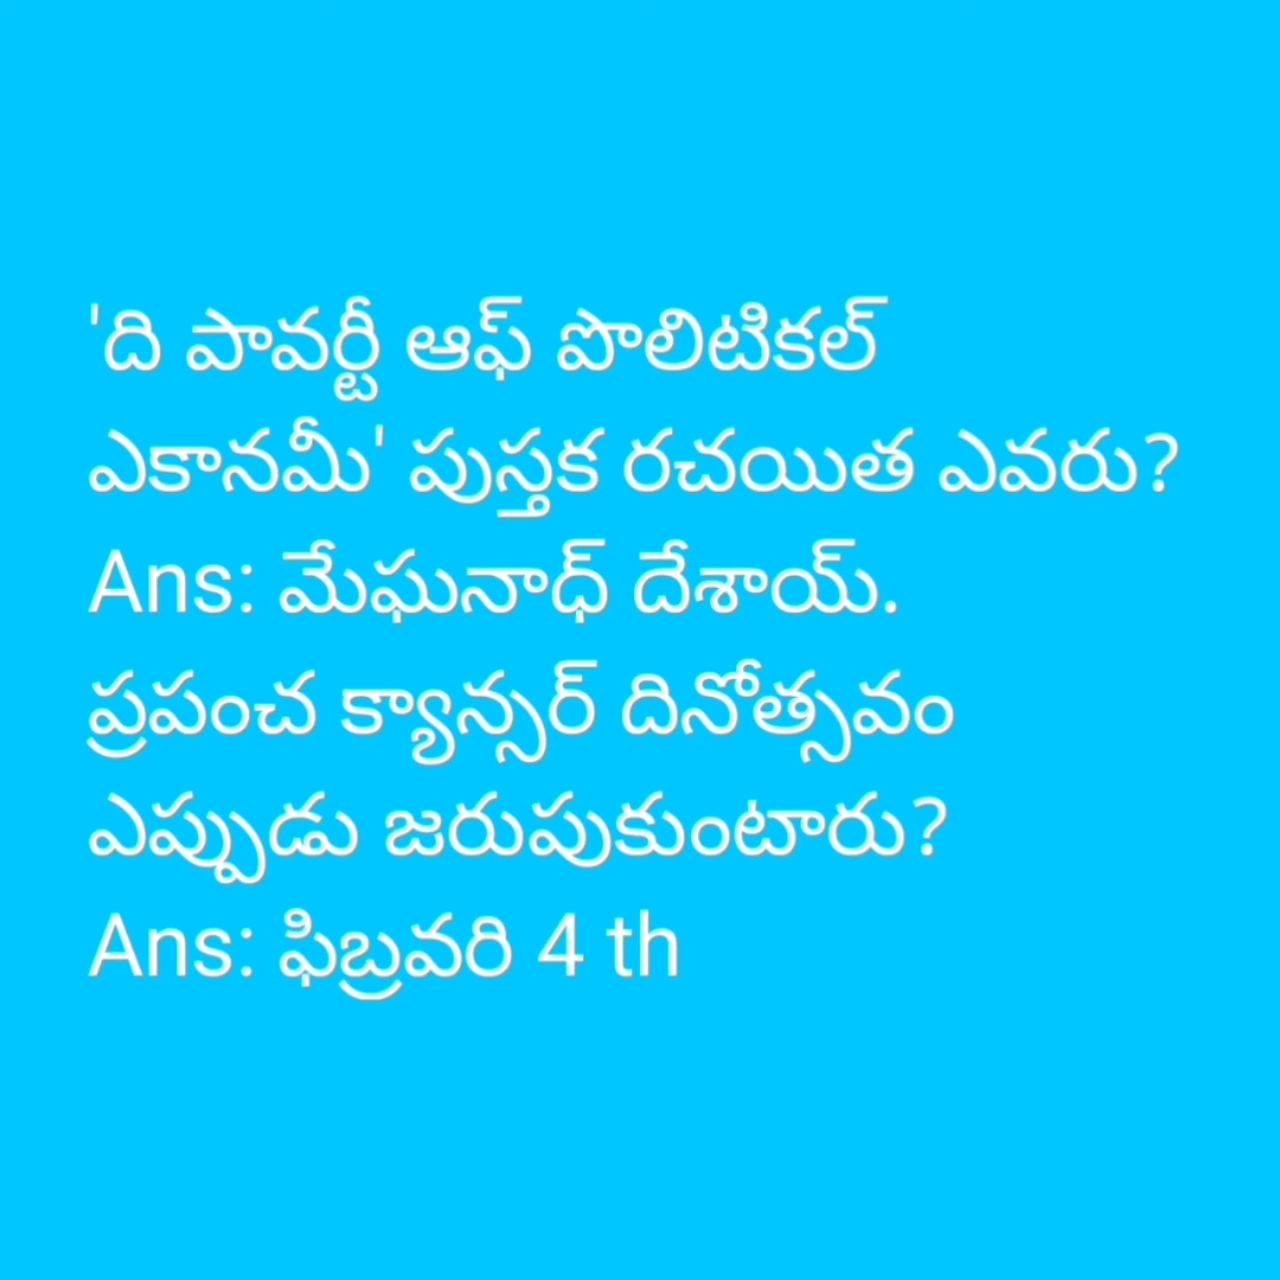 'ది పావర్టీ ఆఫ్ పొలిటికల్
ఎకానమీ' పుస్తక రచయిత ఎవరు?
Ans: మేఘనాధ్ దేశాయ్.
ప్రపంచ క్యాన్సర్ దినోత్సవం
ఎప్పుడు జరుపుకుంటారు?
Ans: ఫిబ్రవరి 4 th